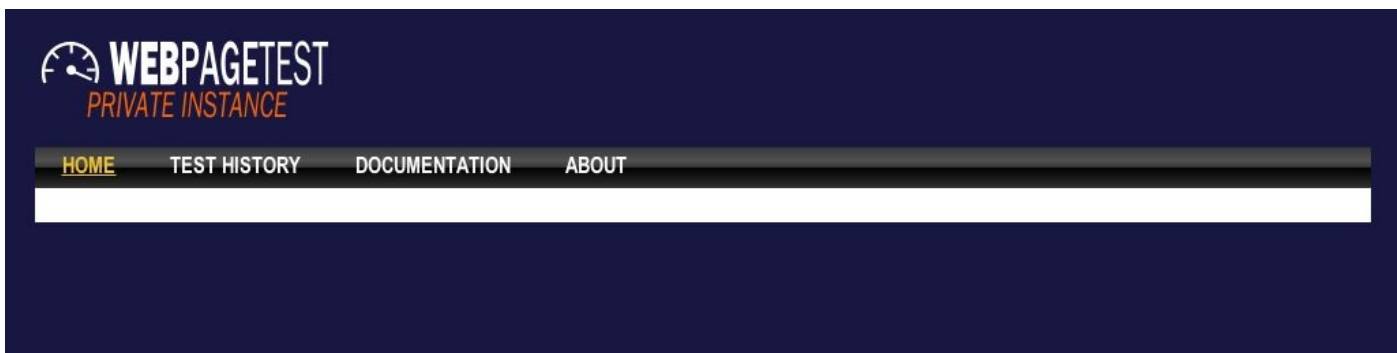 WEBPAGETEST
PRIVATE INSTANCE
HOME TEST HISTORY DOCUMENTATION ABOUT